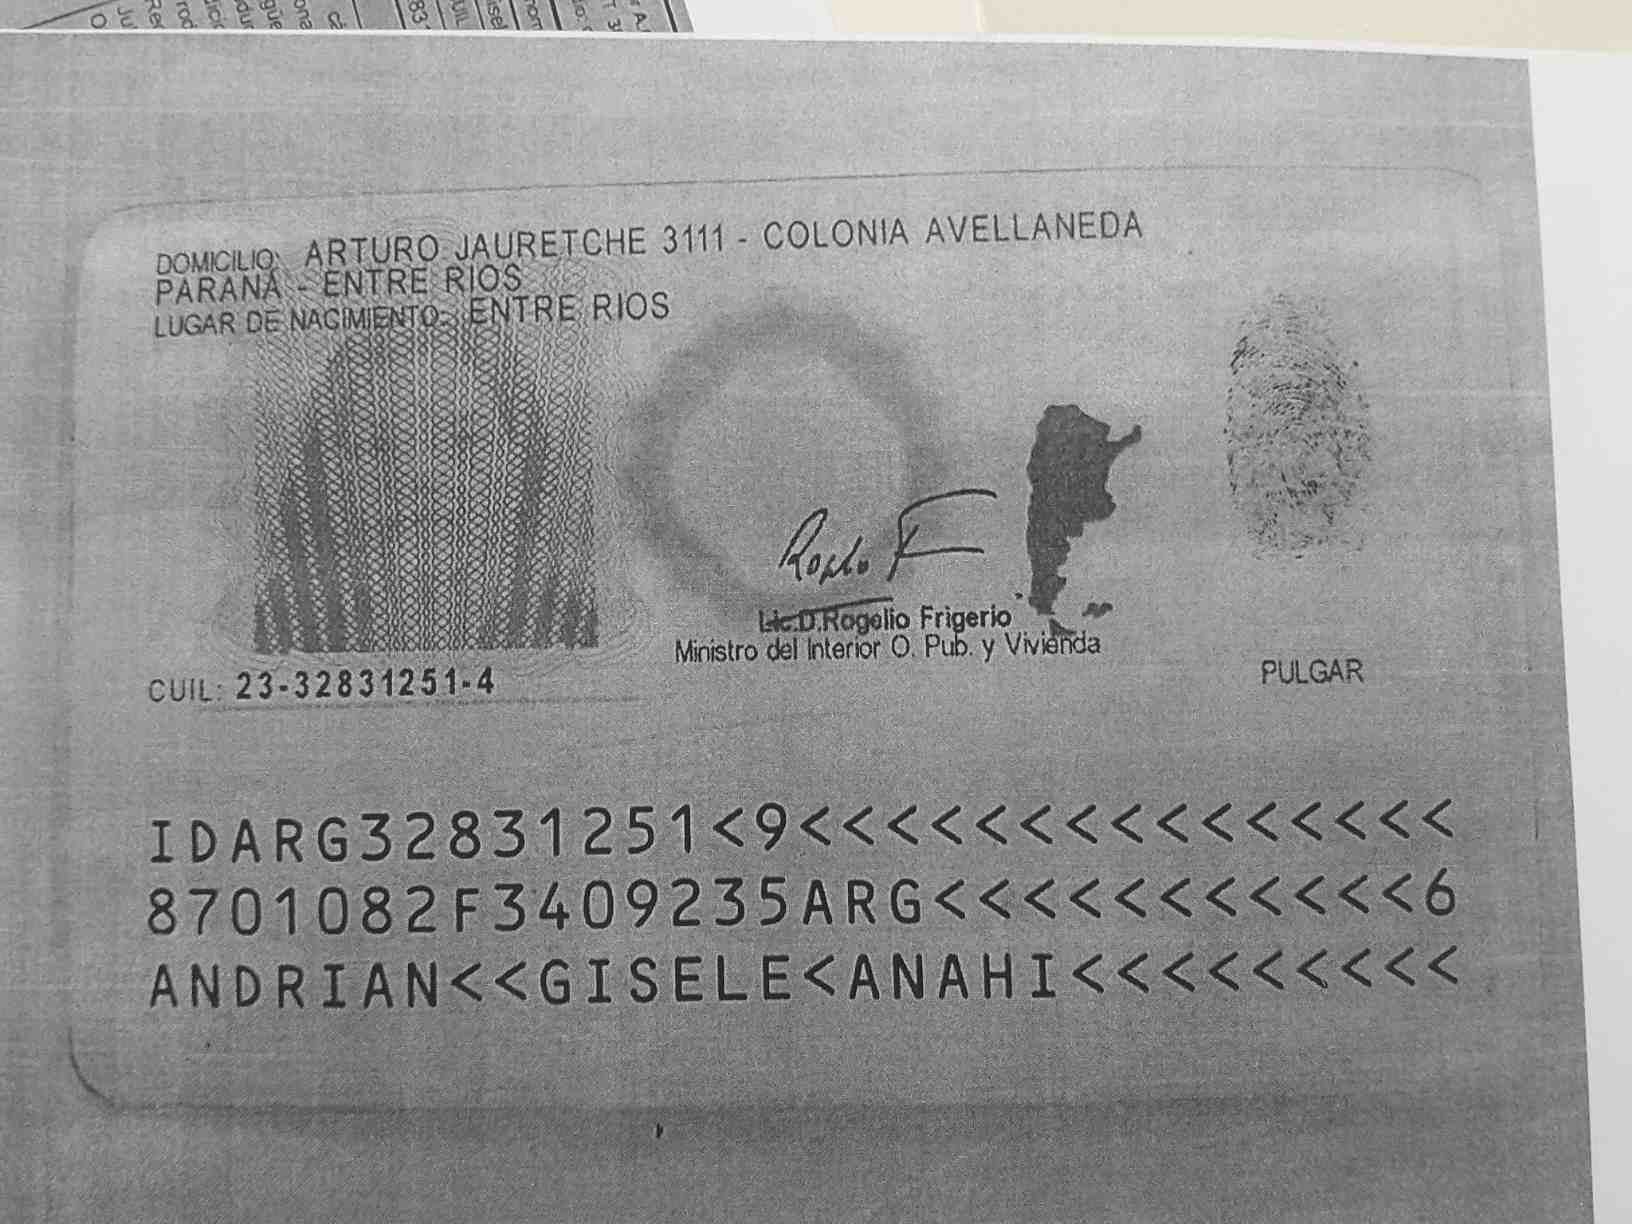 DOMICILIO: ARTURO JAURETCHE 3111 - COLONIA AVELLANEDA
PARANÁ - ENTRE RIOS
LUGAR DE NACIMIENTO: ENTRE RIOS
Lic.D.Rogelio Frigerio
Ministro del Interior O. Pub. y Vivienda
PULGAR
CUIL: 23-32831251-4
IDARG32831251<9<<<<<<<<<<<<<<<
8701082F3409235ARG<<<<<<<<<<<6
ANDRIAN<<GISELE<ANAHI<<<<<<<<<